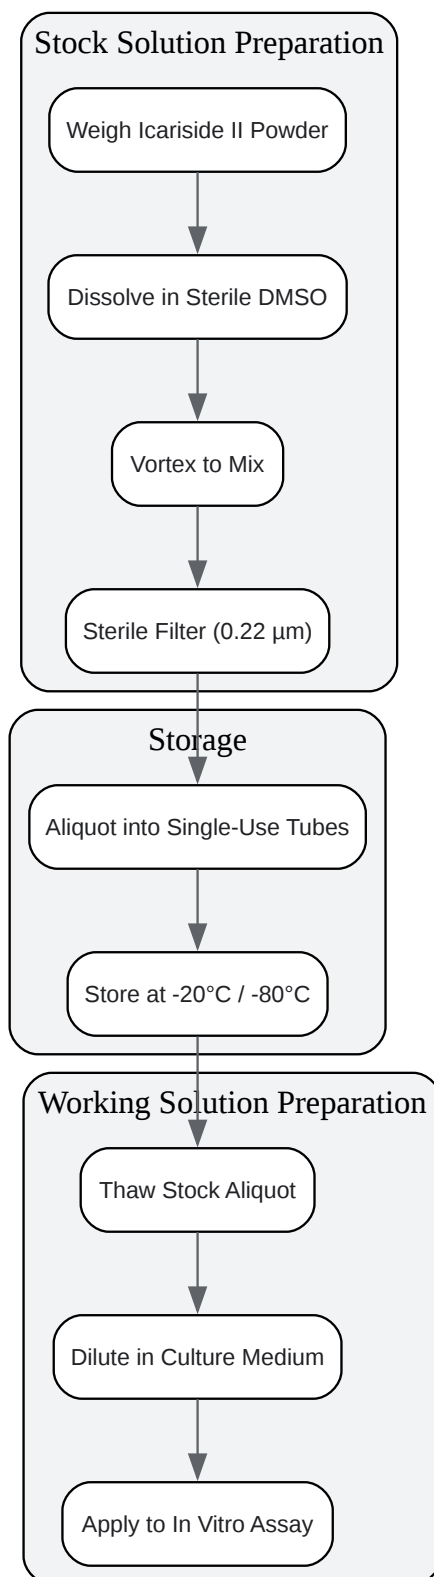 Stock Solution Preparation
Weigh Icariside II Powder
Dissolve in Sterile DMSO
Vortex to Mix
Sterile Filter (0.22 µm)
Storage
Aliquot into Single-Use Tubes
Store at -20°C / -80°C
Working Solution Preparation
Thaw Stock Aliquot
Dilute in Culture Medium
Apply to In Vitro Assay